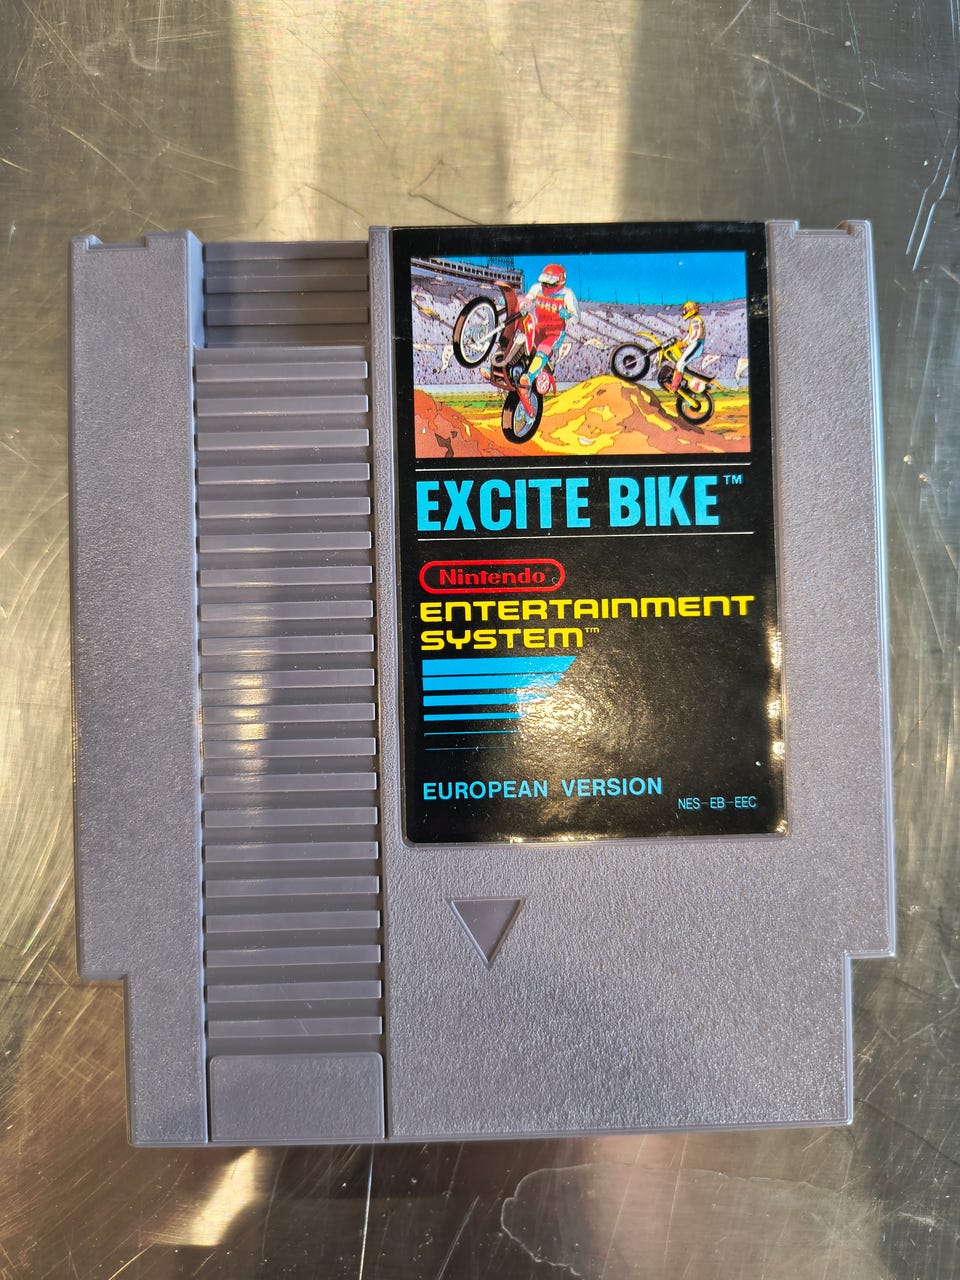 EXCITE BIKE™
Nintendo
ENTERTAINMENT
SYSTEM™
EUROPEAN VERSION
NES-EB-EEC